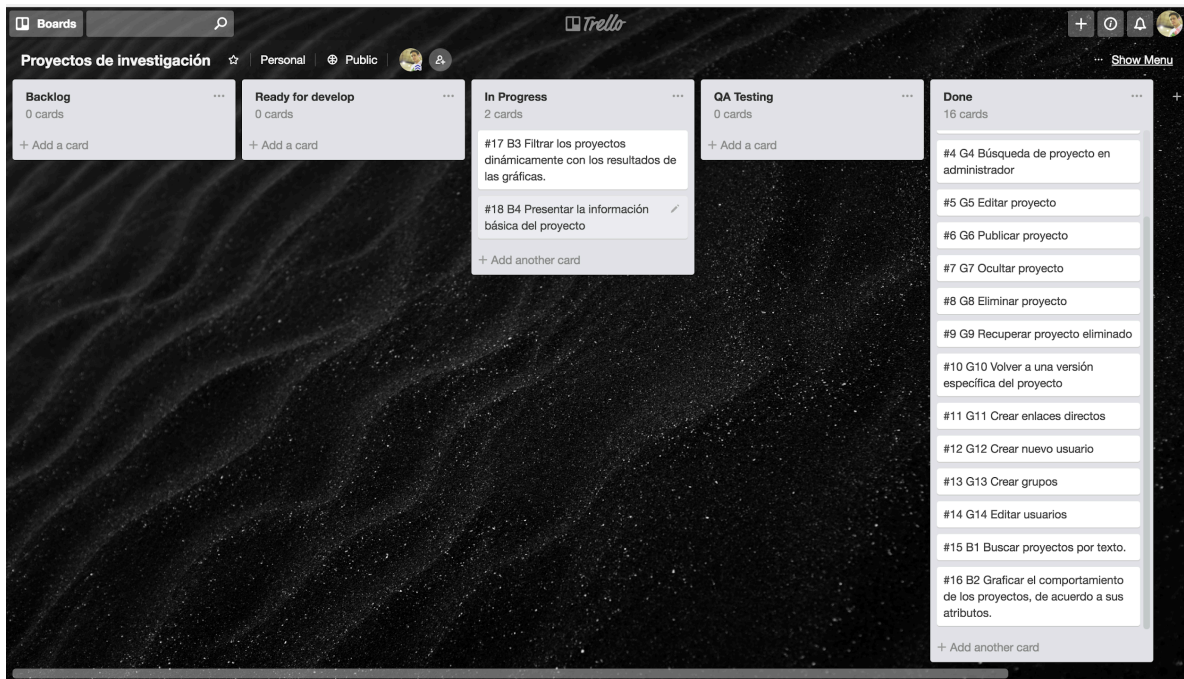 Boards
Trello
Proyectos de investigación
Personal
Public
Show Menu
Backlog
0 cards
+ Add a card
Ready for develop
0 cards
+ Add a card
In Progress
2 cards
#17 B3 Filtrar los proyectos
dinámicamente con los resultados de
las gráficas.
#18 B4 Presentar la información
básica del proyecto
+ Add another card
QA Testing
0 cards
+ Add a card
Done
16 cards
#4 G4 Búsqueda de proyecto en
administrador
#5 G5 Editar proyecto
#6 G6 Publicar proyecto
#7 G7 Ocultar proyecto
#8 G8 Eliminar proyecto
#9 G9 Recuperar proyecto eliminado
#10 G10 Volver a una versión
específica del proyecto
#11 G11 Crear enlaces directos
#12 G12 Crear nuevo usuario
#13 G13 Crear grupos
#14 G14 Editar usuarios
#15 B1 Buscar proyectos por texto.
#16 B2 Graficar el comportamiento
de los proyectos, de acuerdo a sus
atributos.
+ Add another card